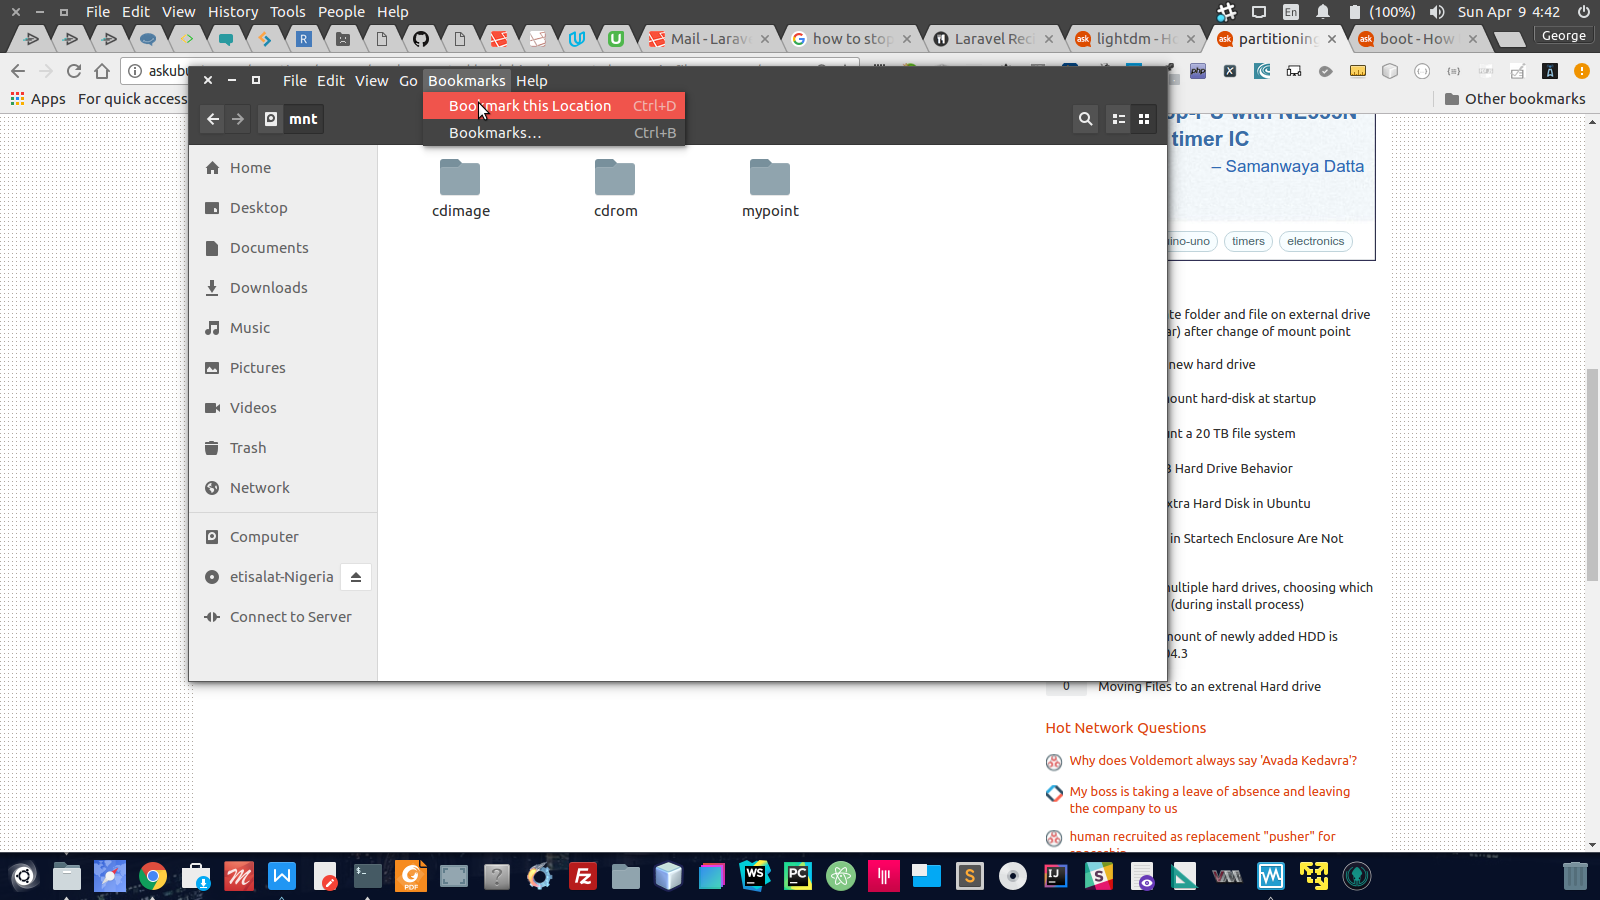 File Edit View History Tools People Help
En (100%) Sun Apr 9 4:42
Mail - Larav how to stop Laravel Rec lightdm - H partitioning boot - How
George
askubu
Apps For quick access
Other bookmarks
File Edit View Go Bookmarks Help
Bookmark this Location Ctrl+D
Bookmarks... Ctrl+B
mnt
Home
Desktop
Documents
Downloads
Music
Pictures
Videos
Trash
Network
Computer
etisalat-Nigeria
Connect to Server
cdimage cdrom mypoint
timer IC
– Samanwaya Datta
ino-uno timers electronics
te folder and file on external drive
ar) after change of mount point
new hard drive
ount hard-disk at startup
nt a 20 TB file system
B Hard Drive Behavior
xtra Hard Disk in Ubuntu
in Startech Enclosure Are Not
ultiple hard drives, choosing which
(during install process)
ount of newly added HDD is
04.3
0 Moving Files to an extrenal Hard drive
Hot Network Questions
Why does Voldemort always say 'Avada Kedavra'?
My boss is taking a leave of absence and leaving
the company to us
human recruited as replacement "pusher" for